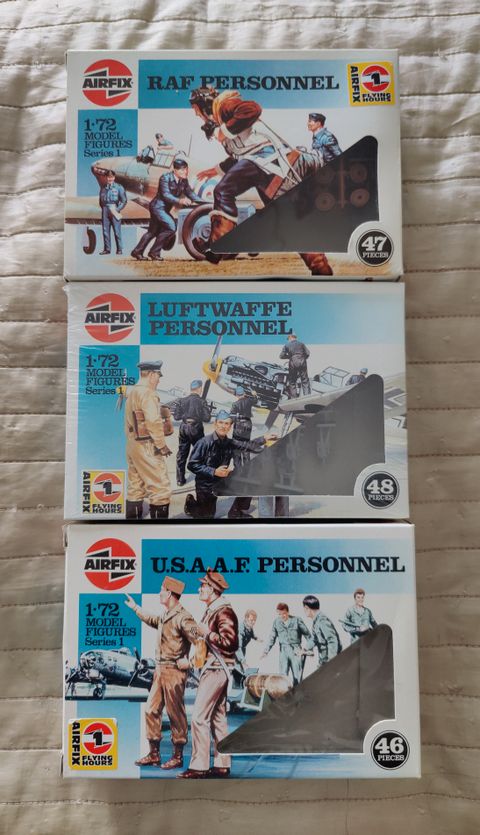 AIRFIX
RAF PERSONNEL
AIRFIX
1
FLYING
HOURS
1·72
MODEL
FIGURES
Series 1
47
PIECES
AIRFIX
LUFTWAFFE
PERSONNEL
1·72
MODEL
FIGURES
Series 1
AIRFIX
1
FLYING
HOURS
48
PIECES
AIRFIX
U.S.A.A.F. PERSONNEL
1·72
MODEL
FIGURES
Series 1
AIRFIX
1
FLYING
HOURS
46
PIECES